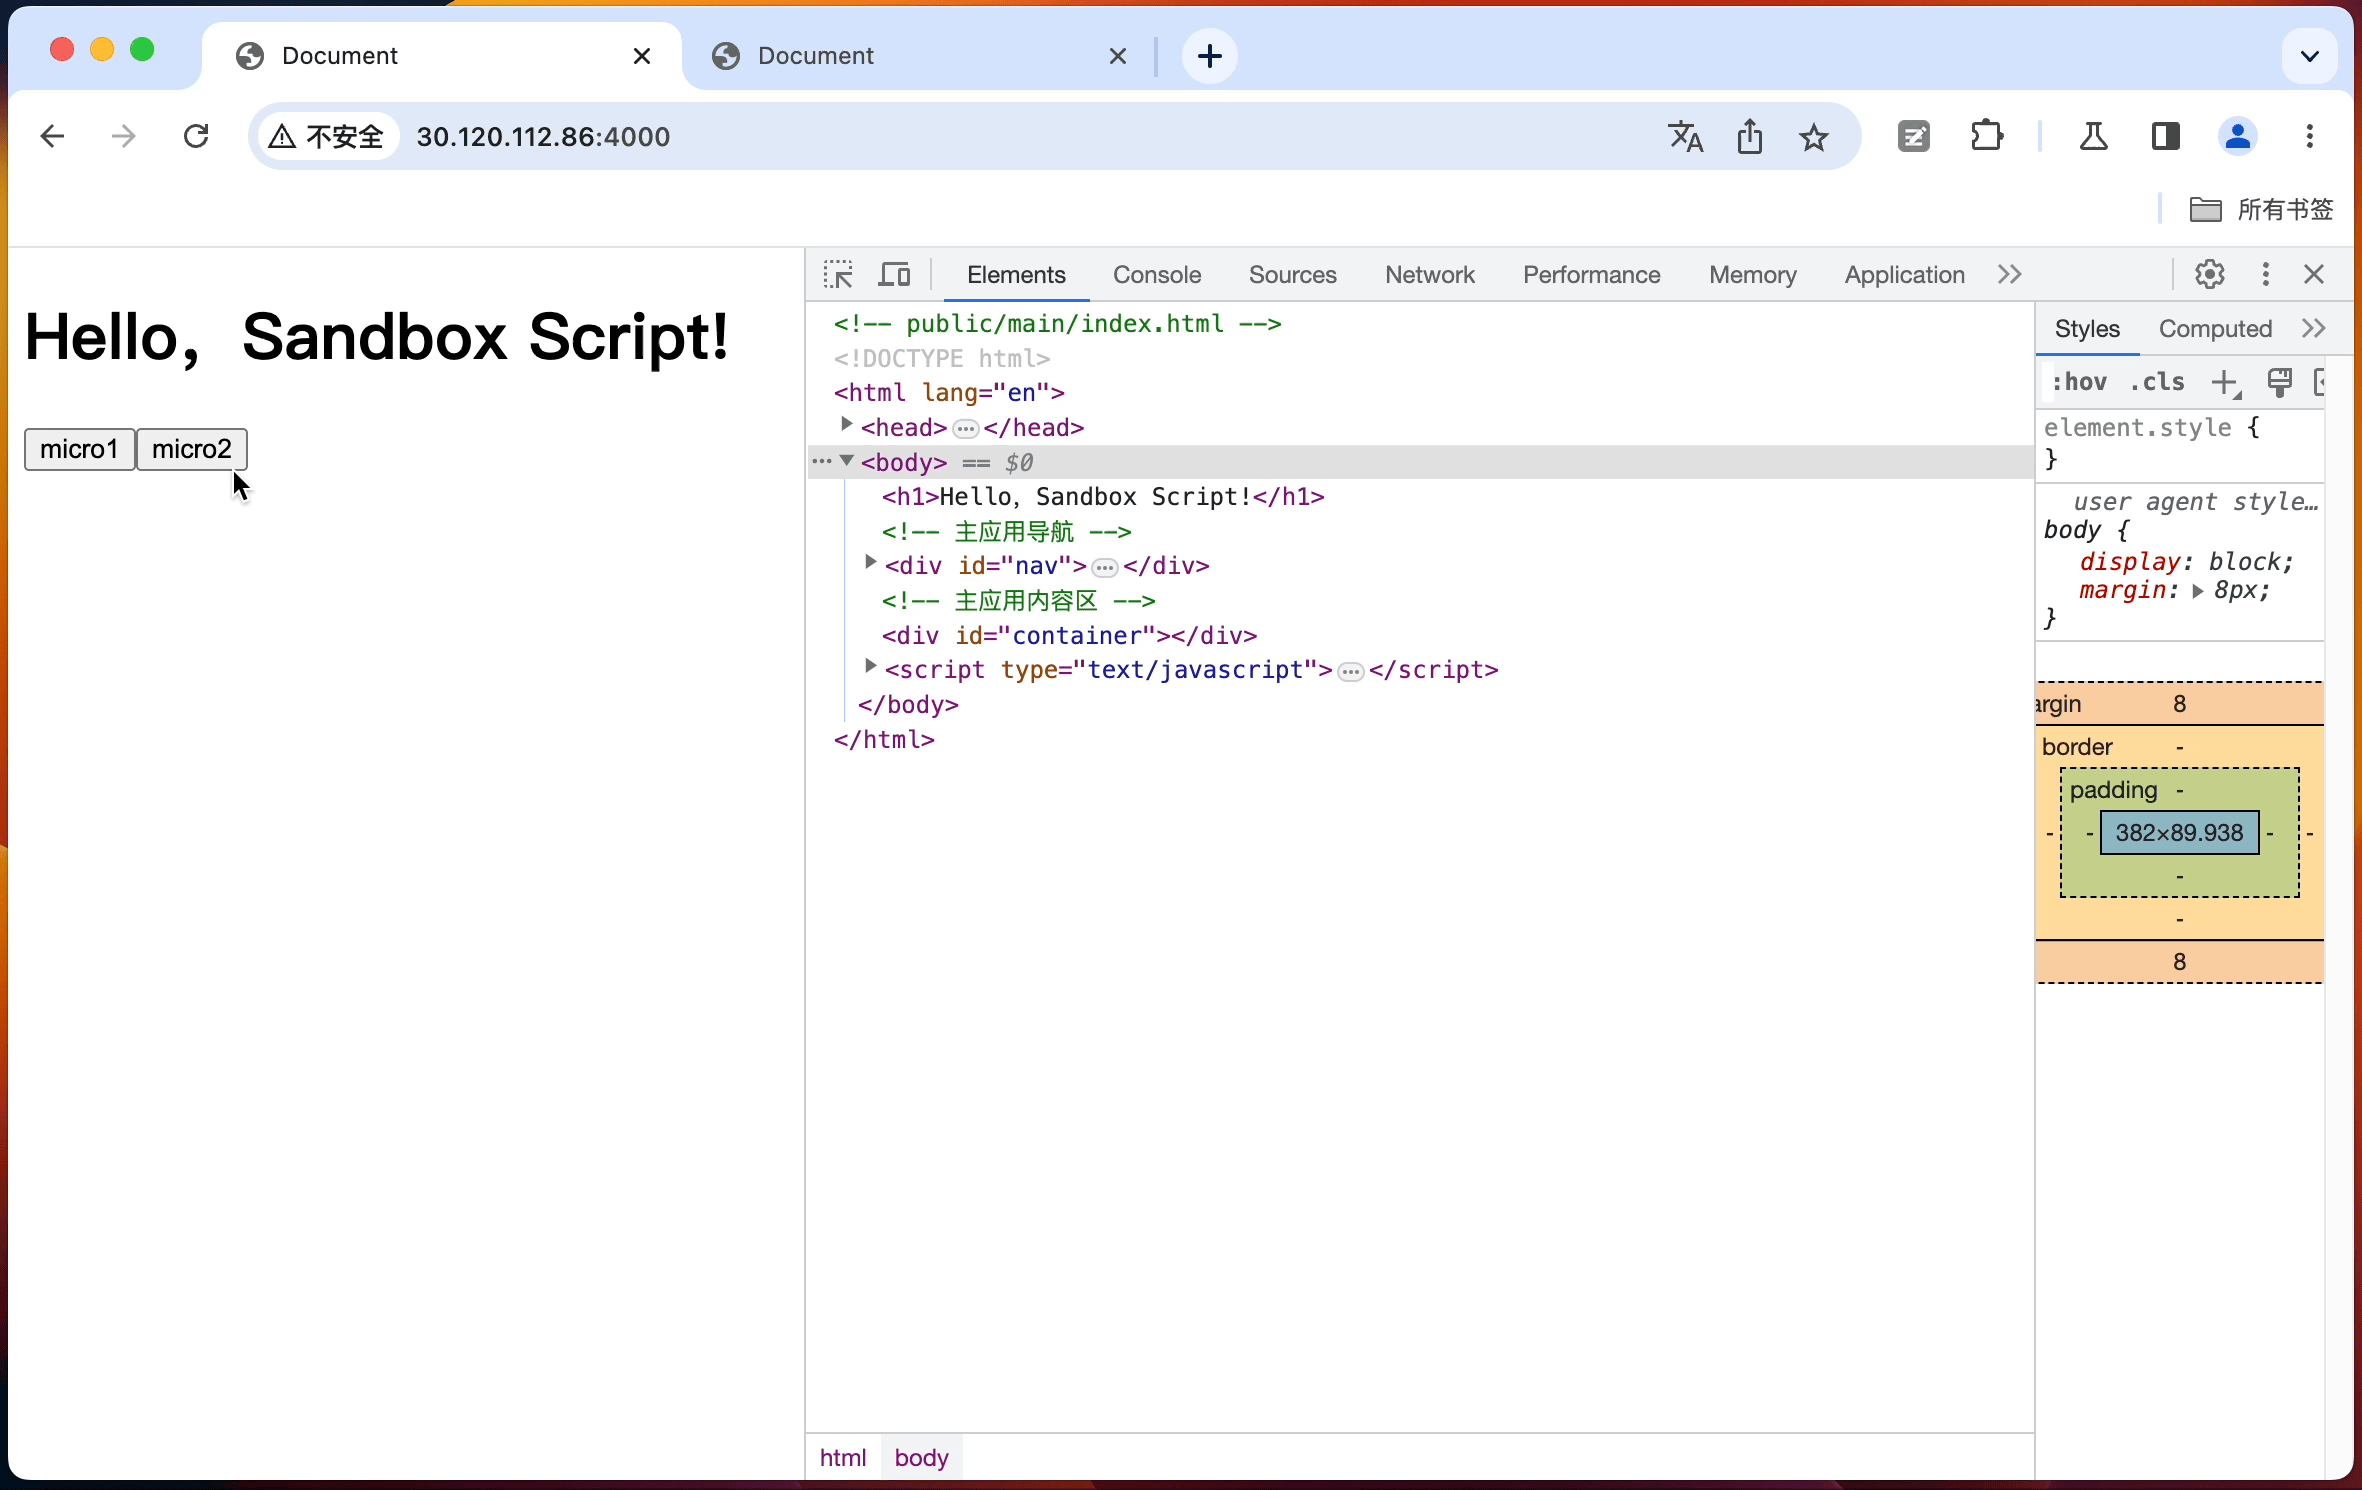 Document
Document
不安全 30.120.112.86:4000
所有书签
Elements Console Sources Network Performance Memory Application
Hello，Sandbox Script!
micro1 micro2
<!-- public/main/index.html -->
<!DOCTYPE html>
<html lang="en">
<head>…</head>
<body> == $0
<h1>Hello，Sandbox Script!</h1>
<!-- 主应用导航 -->
<div id="nav">…</div>
<!-- 主应用内容区 -->
<div id="container"></div>
<script type="text/javascript">…</script>
</body>
</html>
html body
Styles Computed
:hov .cls
element.style {
}
user agent style…
body {
display: block;
margin: 8px;
}
argin 8
border -
padding -
- - 382×89.938 - -
-
-
8